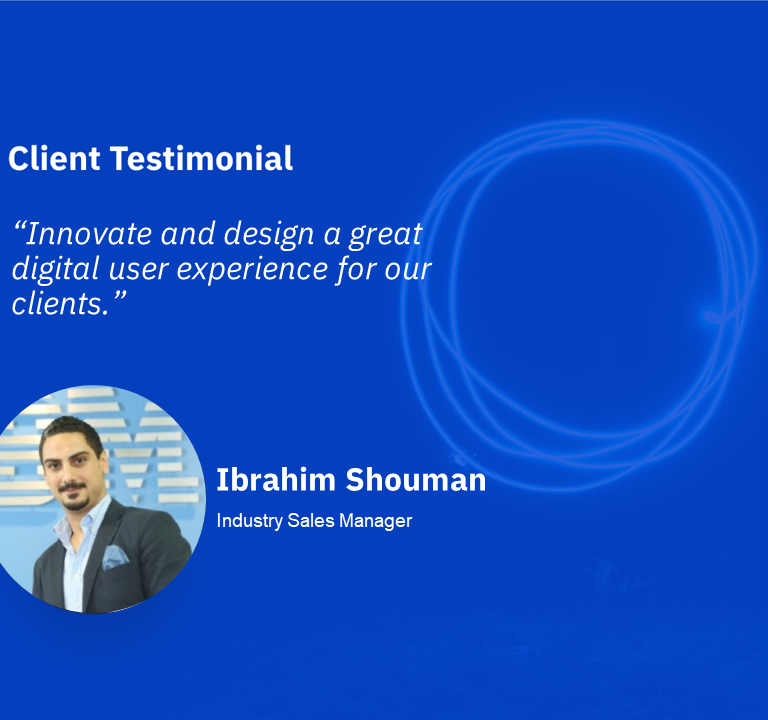 Client Testimonial
“Innovate and design a great
digital user experience for our
clients.”
Ibrahim Shouman
Industry Sales Manager